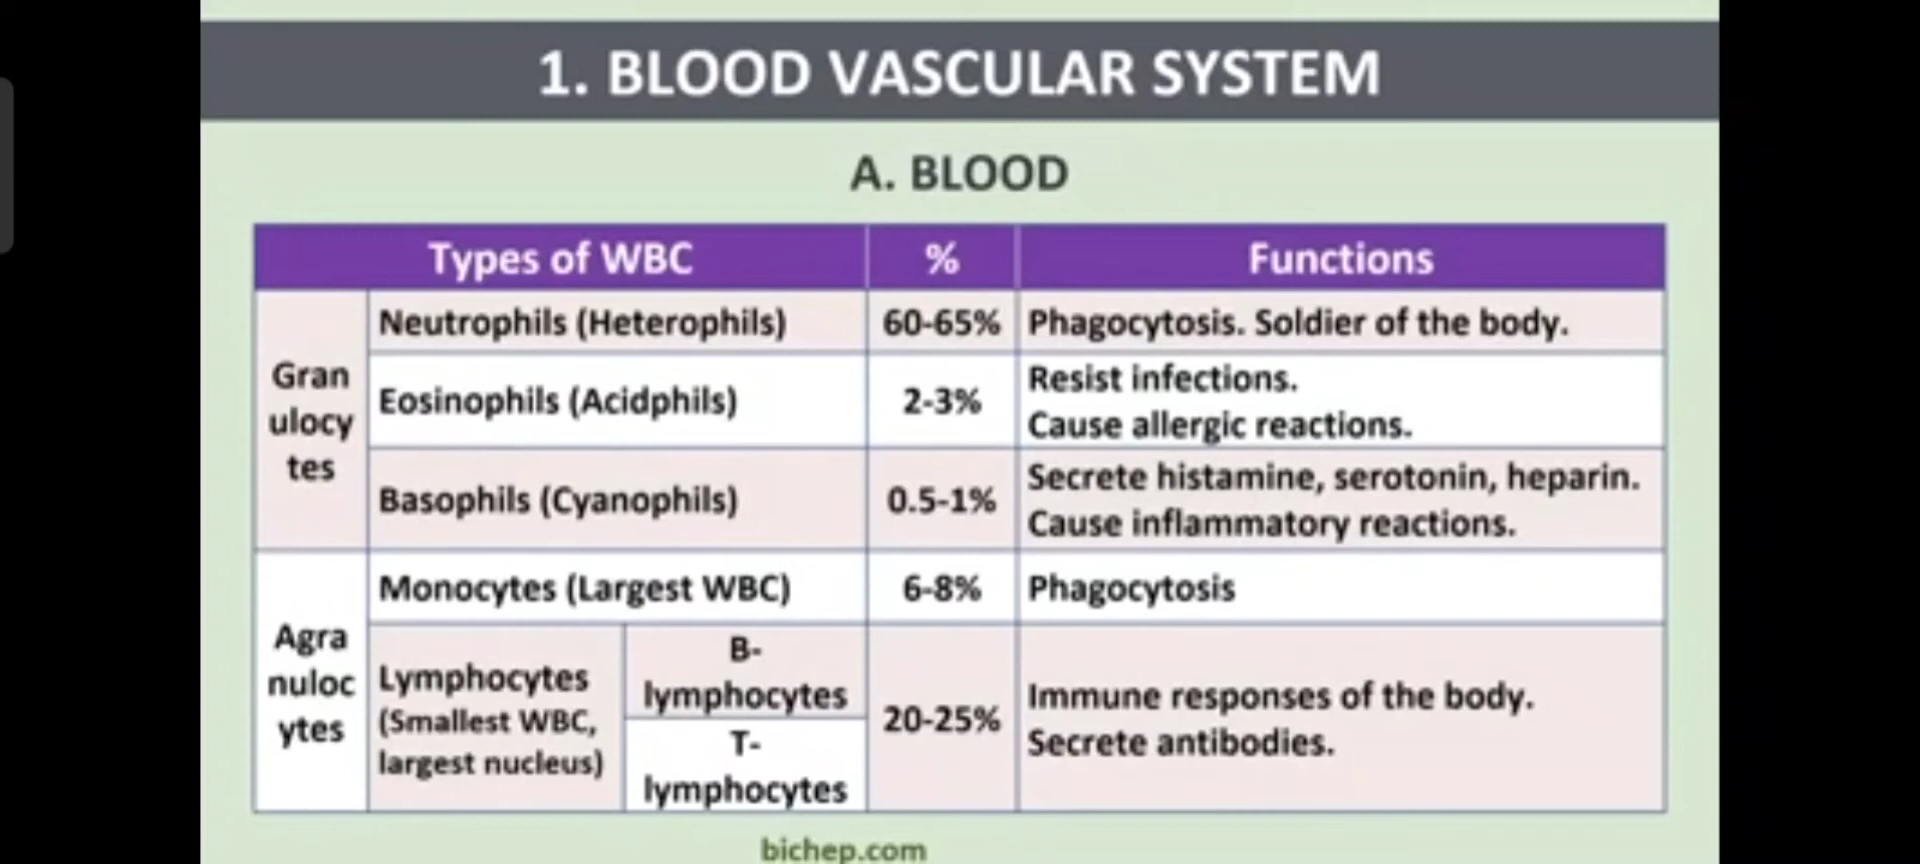 1. BLOOD VASCULAR SYSTEM
A. BLOOD
Types of WBC % Functions
Gran
ulocy
tes
Neutrophils (Heterophils) 60-65% Phagocytosis. Soldier of the body.
Eosinophils (Acidphils) 2-3% Resist infections.
Cause allergic reactions.
Basophils (Cyanophils) 0.5-1% Secrete histamine, serotonin, heparin.
Cause inflammatory reactions.
Agra
nuloc
ytes
Monocytes (Largest WBC) 6-8% Phagocytosis
Lymphocytes
(Smallest WBC,
largest nucleus)
B-
lymphocytes
T-
lymphocytes
20-25%
Immune responses of the body.
Secrete antibodies.
bichep.com